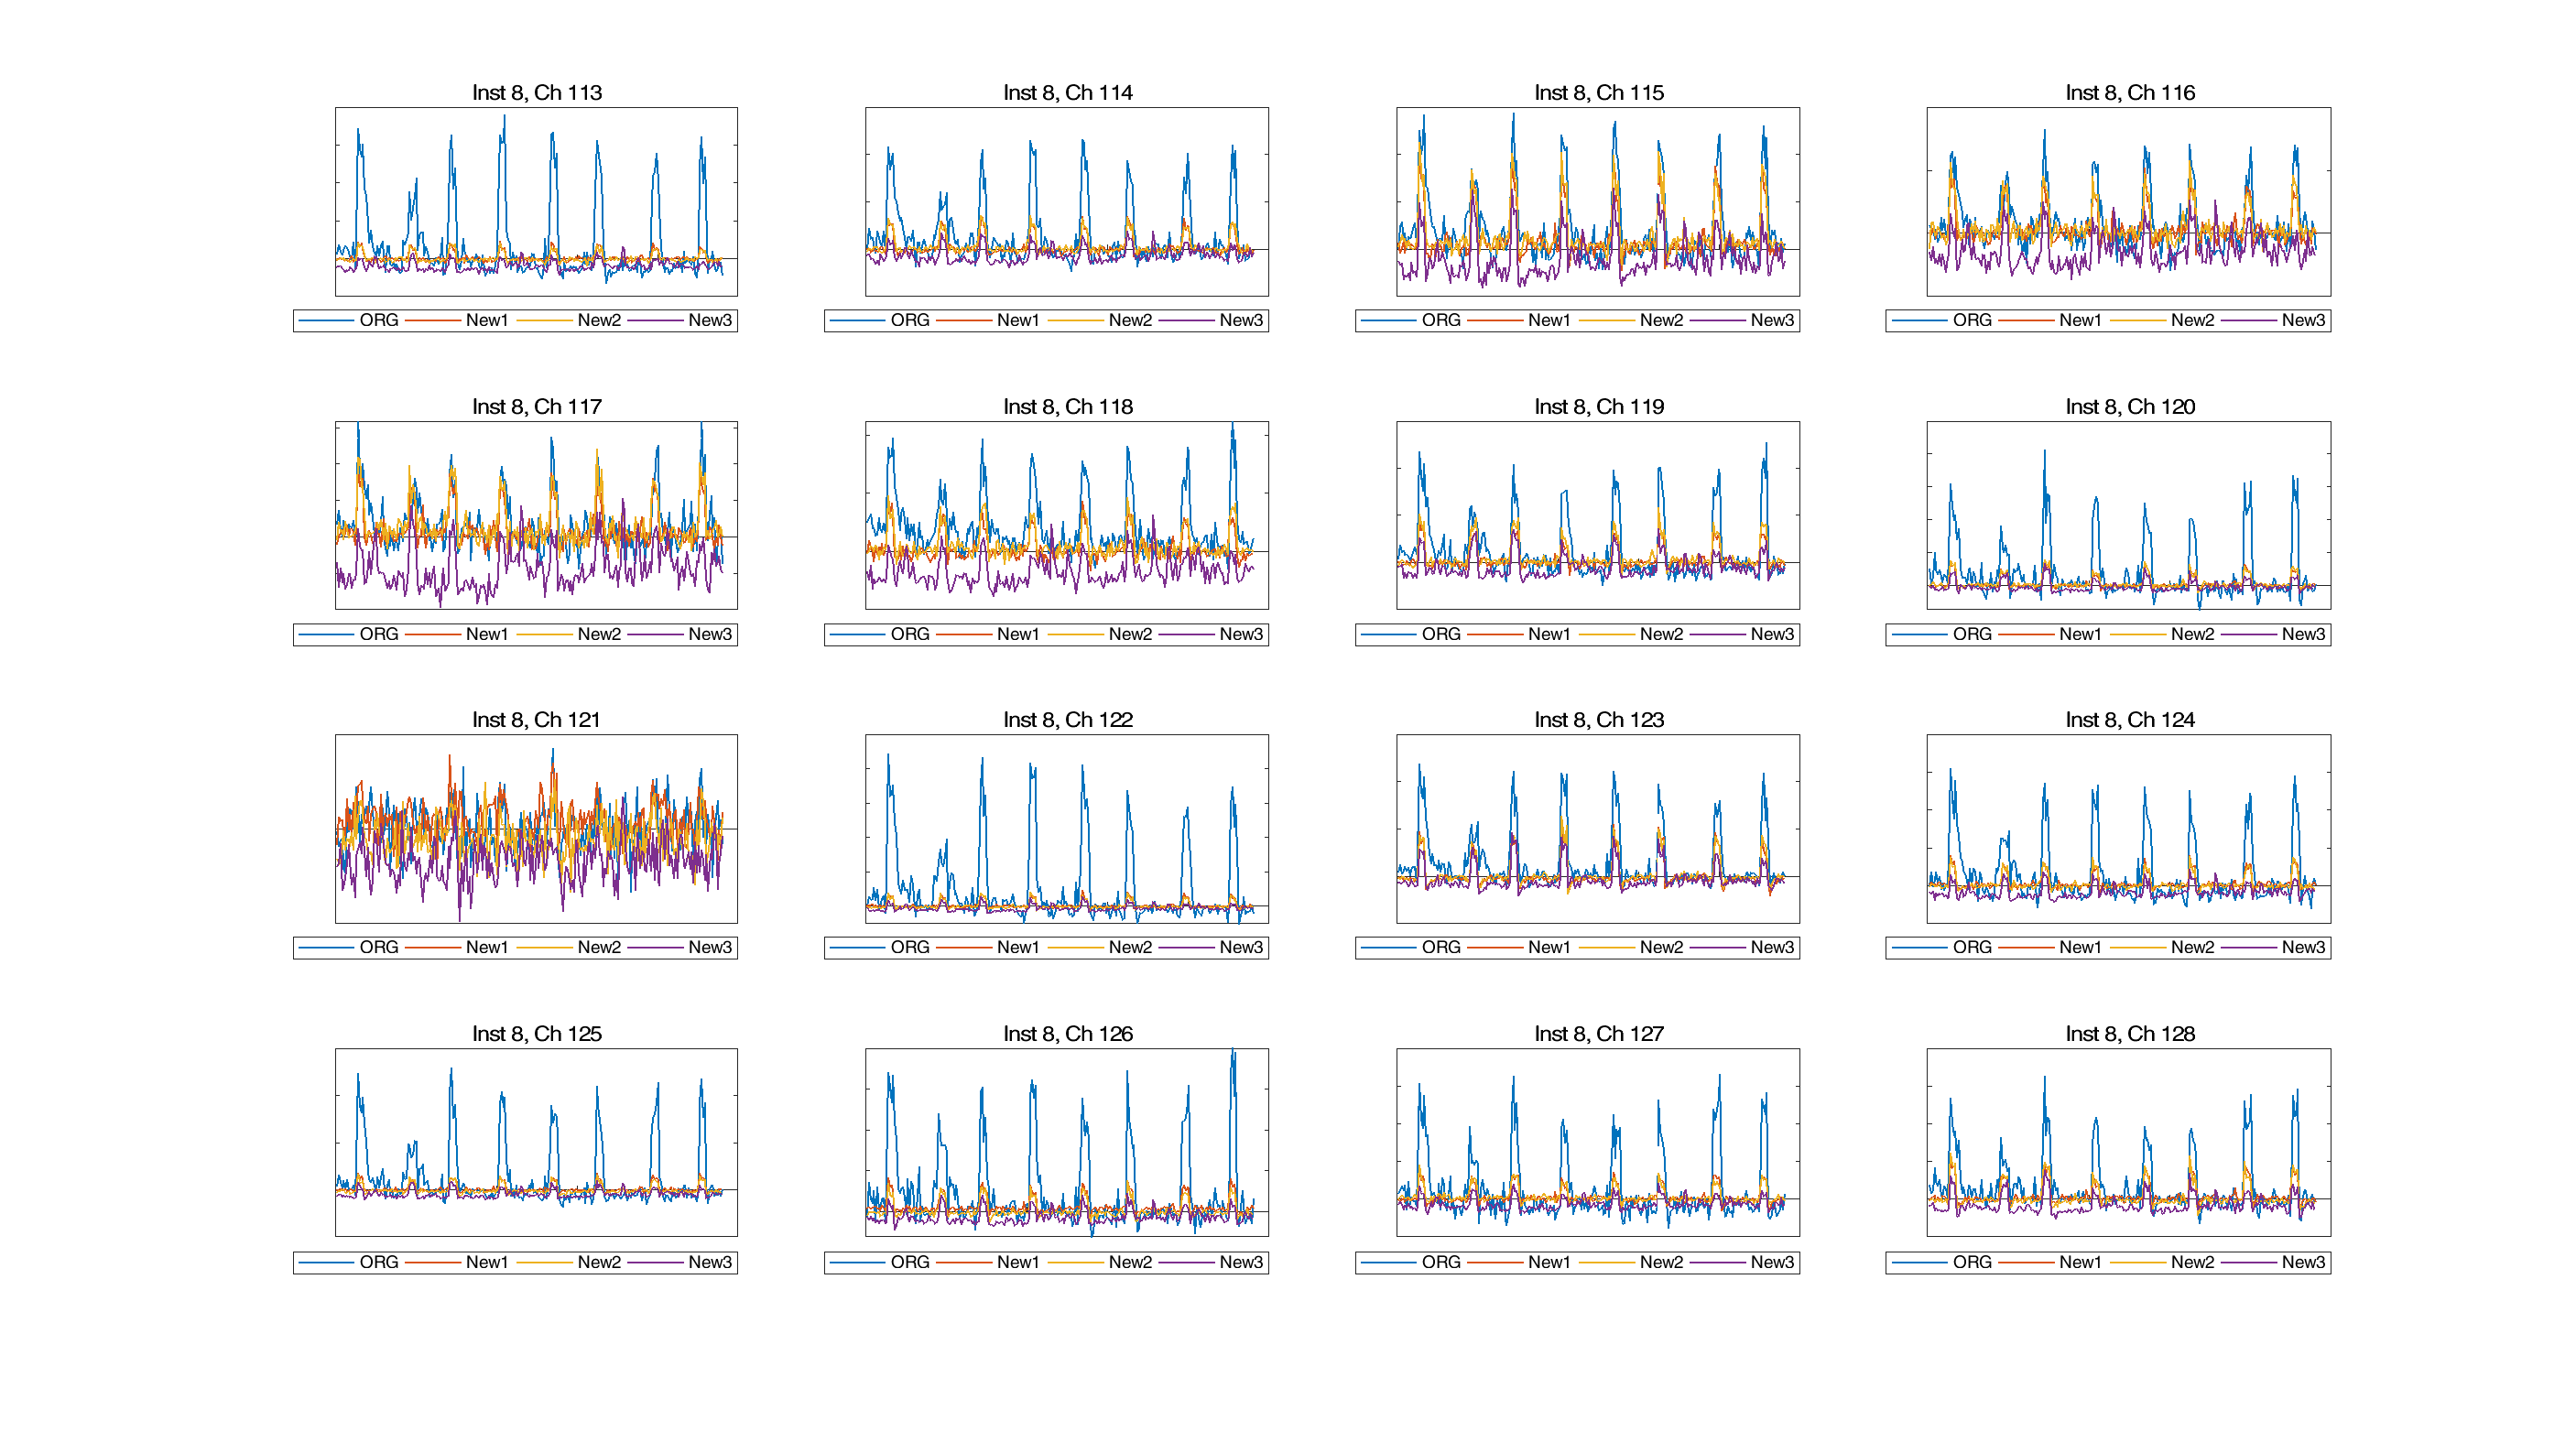 Inst 8, Ch 113
Inst 8, Ch 114
Inst 8, Ch 115
Inst 8, Ch 116
ORG New1 New2 New3
ORG New1 New2 New3
ORG New1 New2 New3
ORG New1 New2 New3
Inst 8, Ch 117
Inst 8, Ch 118
Inst 8, Ch 119
Inst 8, Ch 120
ORG New1 New2 New3
ORG New1 New2 New3
ORG New1 New2 New3
ORG New1 New2 New3
Inst 8, Ch 121
Inst 8, Ch 122
Inst 8, Ch 123
Inst 8, Ch 124
ORG New1 New2 New3
ORG New1 New2 New3
ORG New1 New2 New3
ORG New1 New2 New3
Inst 8, Ch 125
Inst 8, Ch 126
Inst 8, Ch 127
Inst 8, Ch 128
ORG New1 New2 New3
ORG New1 New2 New3
ORG New1 New2 New3
ORG New1 New2 New3